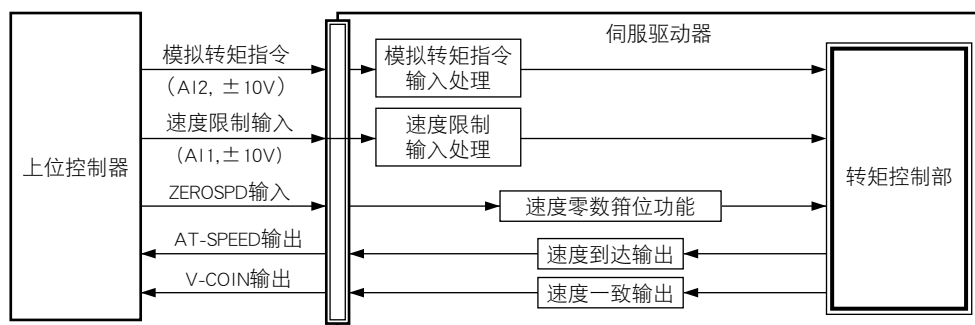 伺服驱动器
上位控制器
模拟转矩指令
（AI2, ±10V）
模拟转矩指令
输入处理
速度限制输入
（AI1,±10V）
速度限制
输入处理
转矩控制部
ZEROSPD输入
速度零数箝位功能
AT-SPEED输出
速度到达输出
V-COIN输出
速度一致输出